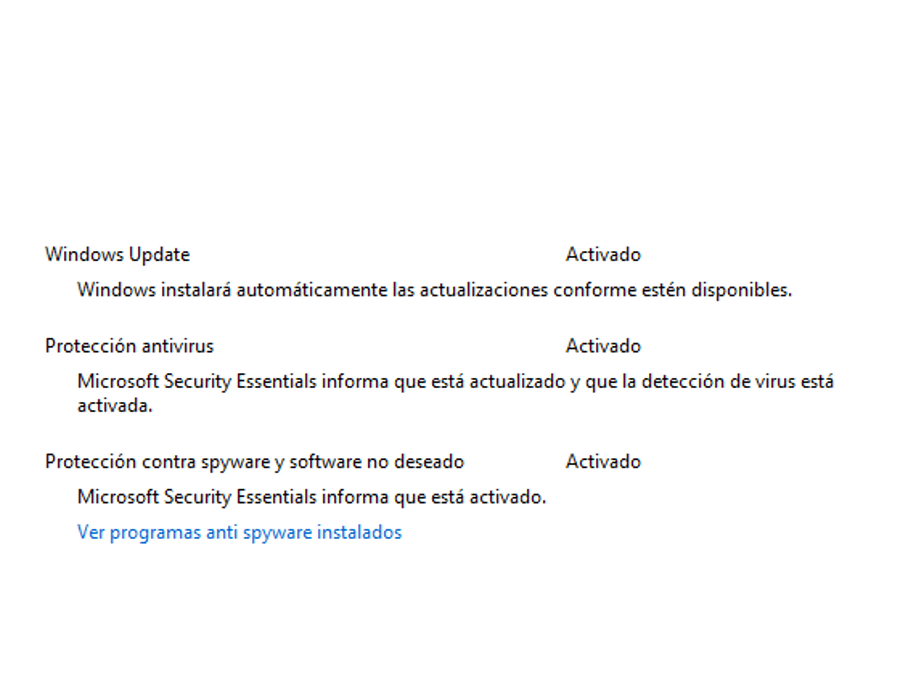 Windows Update Activado
Windows instalará automáticamente las actualizaciones conforme estén disponibles.
Protección antivirus Activado
Microsoft Security Essentials informa que está actualizado y que la detección de virus está
activada.
Protección contra spyware y software no deseado Activado
Microsoft Security Essentials informa que está activado.
Ver programas anti spyware instalados